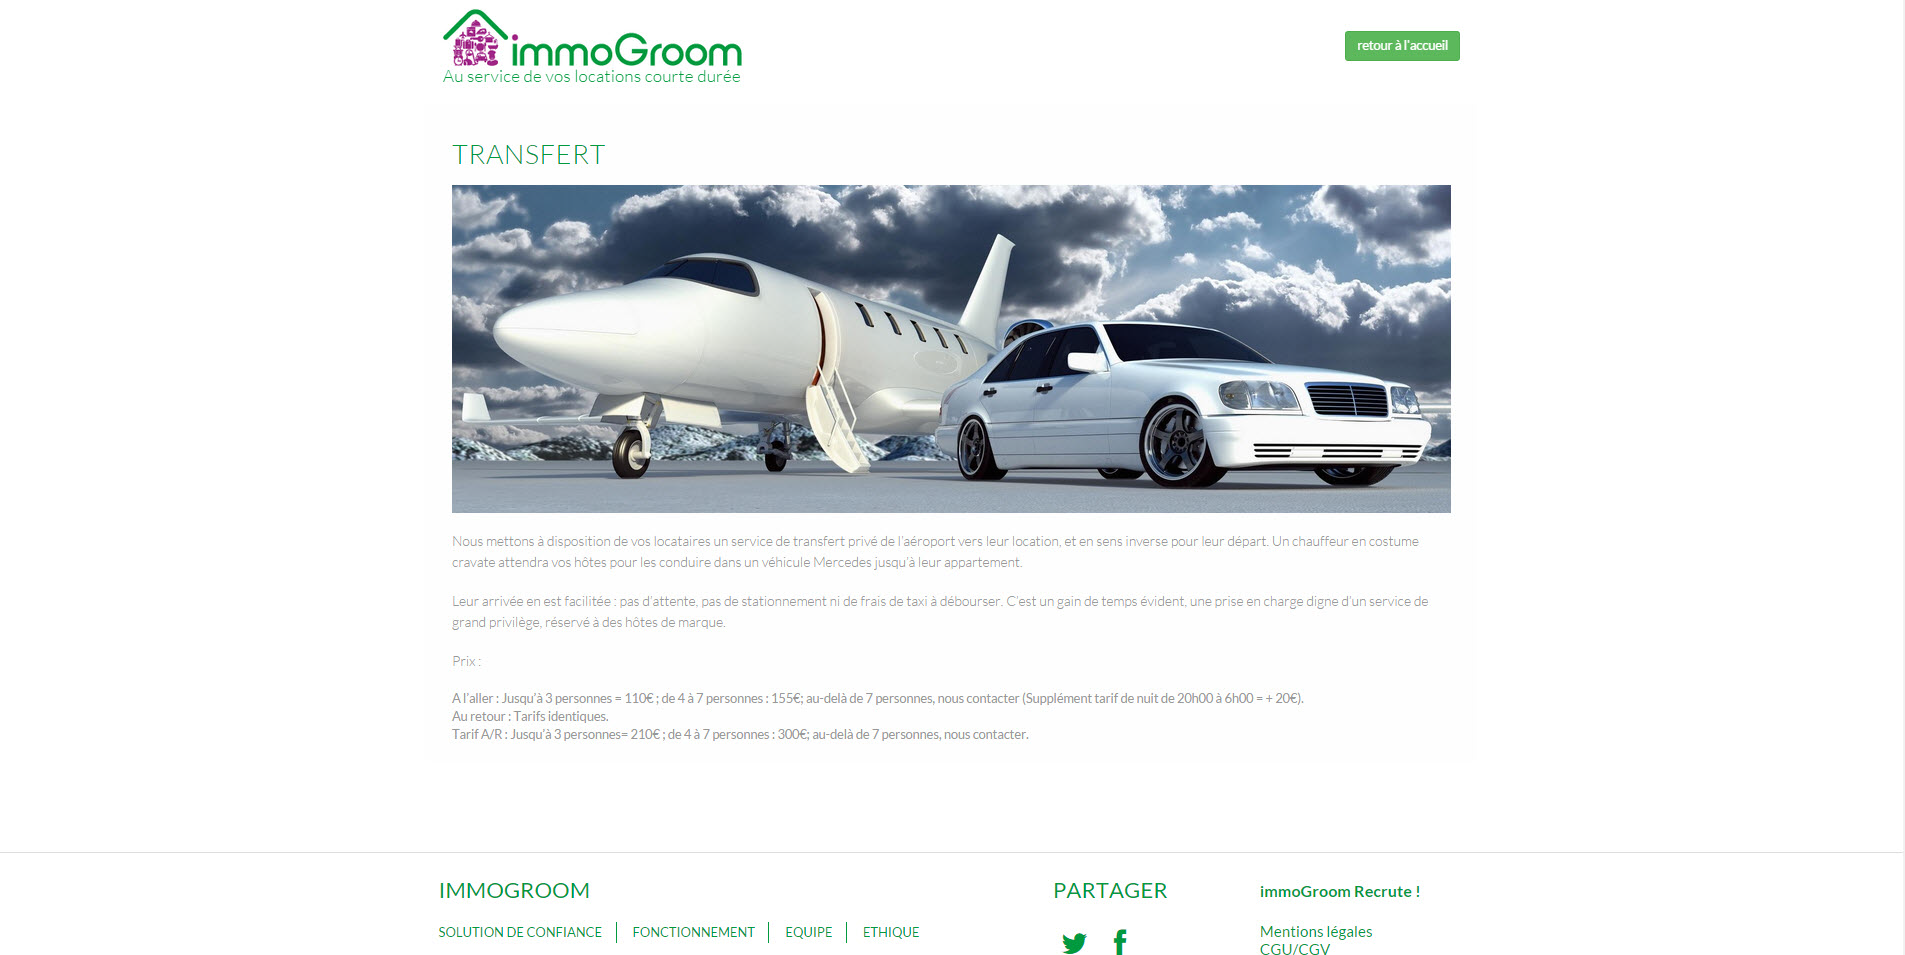 immoGroom
Au service de vos locations courte durée
retour à l'accueil
TRANSFERT
Nous mettons à disposition de vos locataires un service de transfert privé de l'aéroport vers leur location, et en sens inverse pour leur départ. Un chauffeur en costume
cravate attendra vos hôtes pour les conduire dans un véhicule Mercedes jusqu'à leur appartement.
Leur arrivée en est facilitée : pas d'attente, pas de stationnement ni de frais de taxi à débourser. C'est un gain de temps évident, une prise en charge digne d'un service de
grand privilège, réservé à des hôtes de marque.
Prix :
A l'aller : Jusqu'à 3 personnes = 110€ ; de 4 à 7 personnes : 155€; au-delà de 7 personnes, nous contacter (Supplément tarif de nuit de 20h00 à 6h00 = + 20€).
Au retour : Tarifs identiques.
Tarif A/R : Jusqu'à 3 personnes= 210€ ; de 4 à 7 personnes : 300€; au-delà de 7 personnes, nous contacter.
IMMOGROOM
SOLUTION DE CONFIANCE
FONCTIONNEMENT
EQUIPE
ETHIQUE
PARTAGER
immoGroom Recrute !
Mentions légales
CGU/CGV